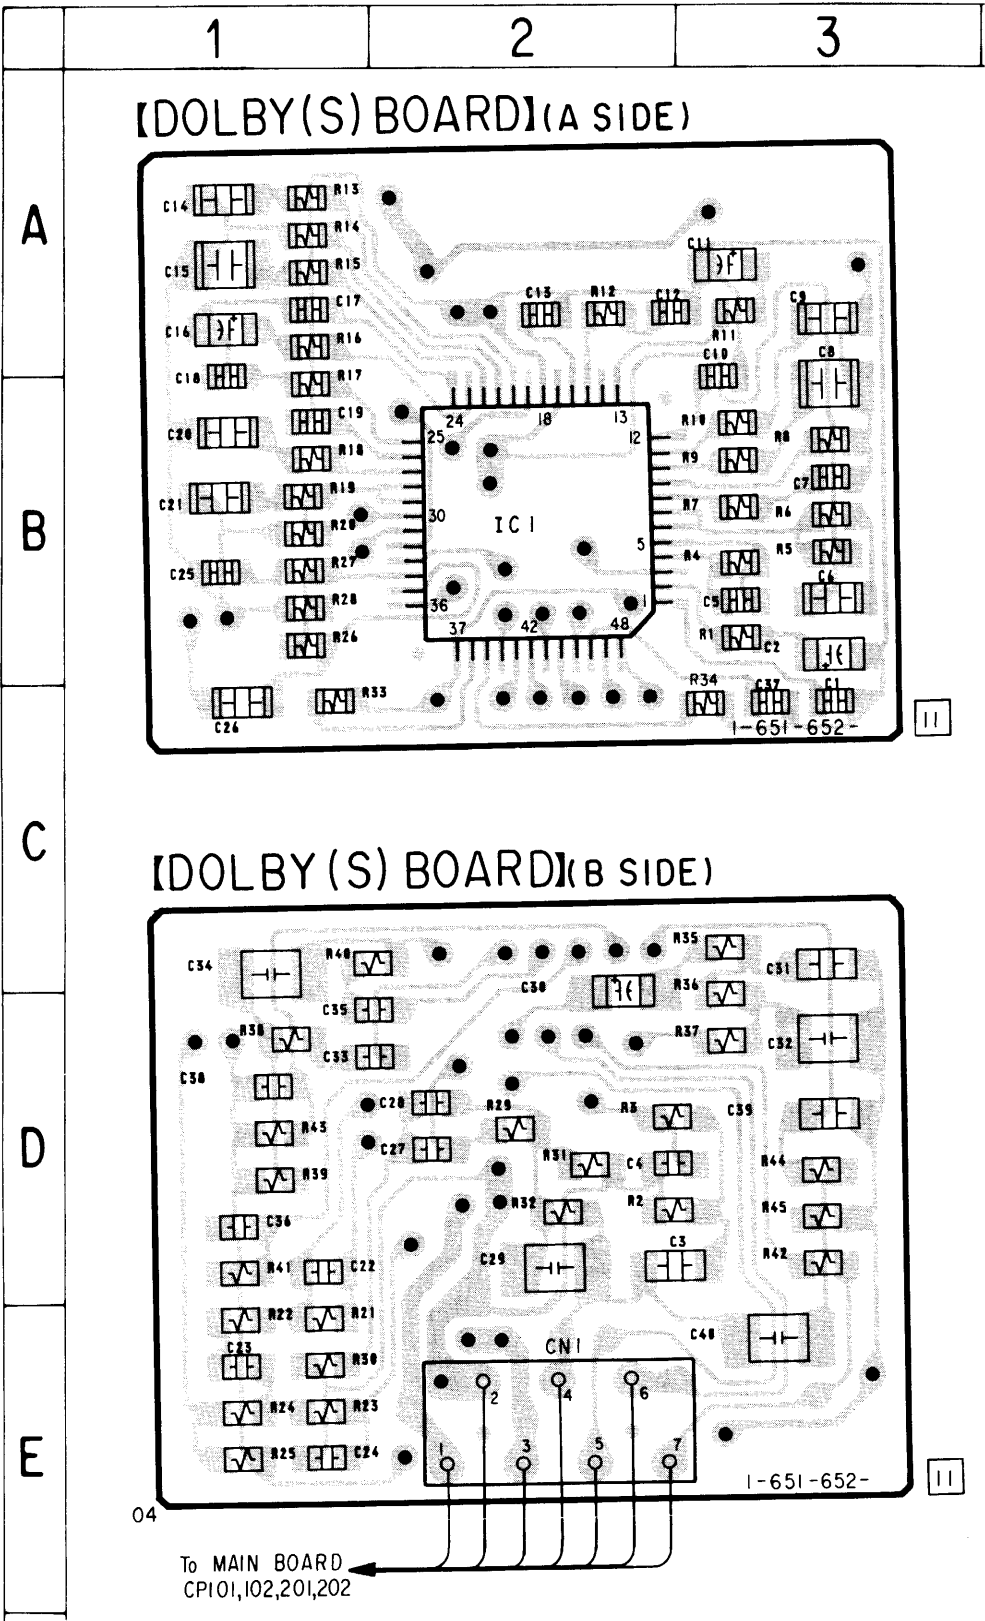 1 2 3
【DOLBY(S) BOARD】(A SIDE)
A
C14 R13
R14
C15 R15 C11
C17 C13 R12 C12 C9
C16 R16 R11
C10 C8
C18 R17
B
24 18 13
C19 R10
C20 25 12 R8
R18 R9
C7
R19
C21 R7 R6
30 IC1
R20
5 R5
R27 R4
C25 C6
R28 36 1 C5
37 42 48 R1
R26 C2
R33 R34 C37 C1
C26
1-651-652- 11
C
【DOLBY(S) BOARD】(B SIDE)
C34 R40 R35 C31
C30 R36
C35
R38 R37 C32
C33
C38
D
C28 R29 R3 C39
R43
C27 R31 C4 R44
R39
R32 R2 R45
C36
C29 C3 R42
R41 C22
R22 R21
C40
C23 CN1
R30
2 4 6
R24 R23
E
1 3 5 7
R25 C24
1-651-652- 11
04
To MAIN BOARD
CP101,102,201,202